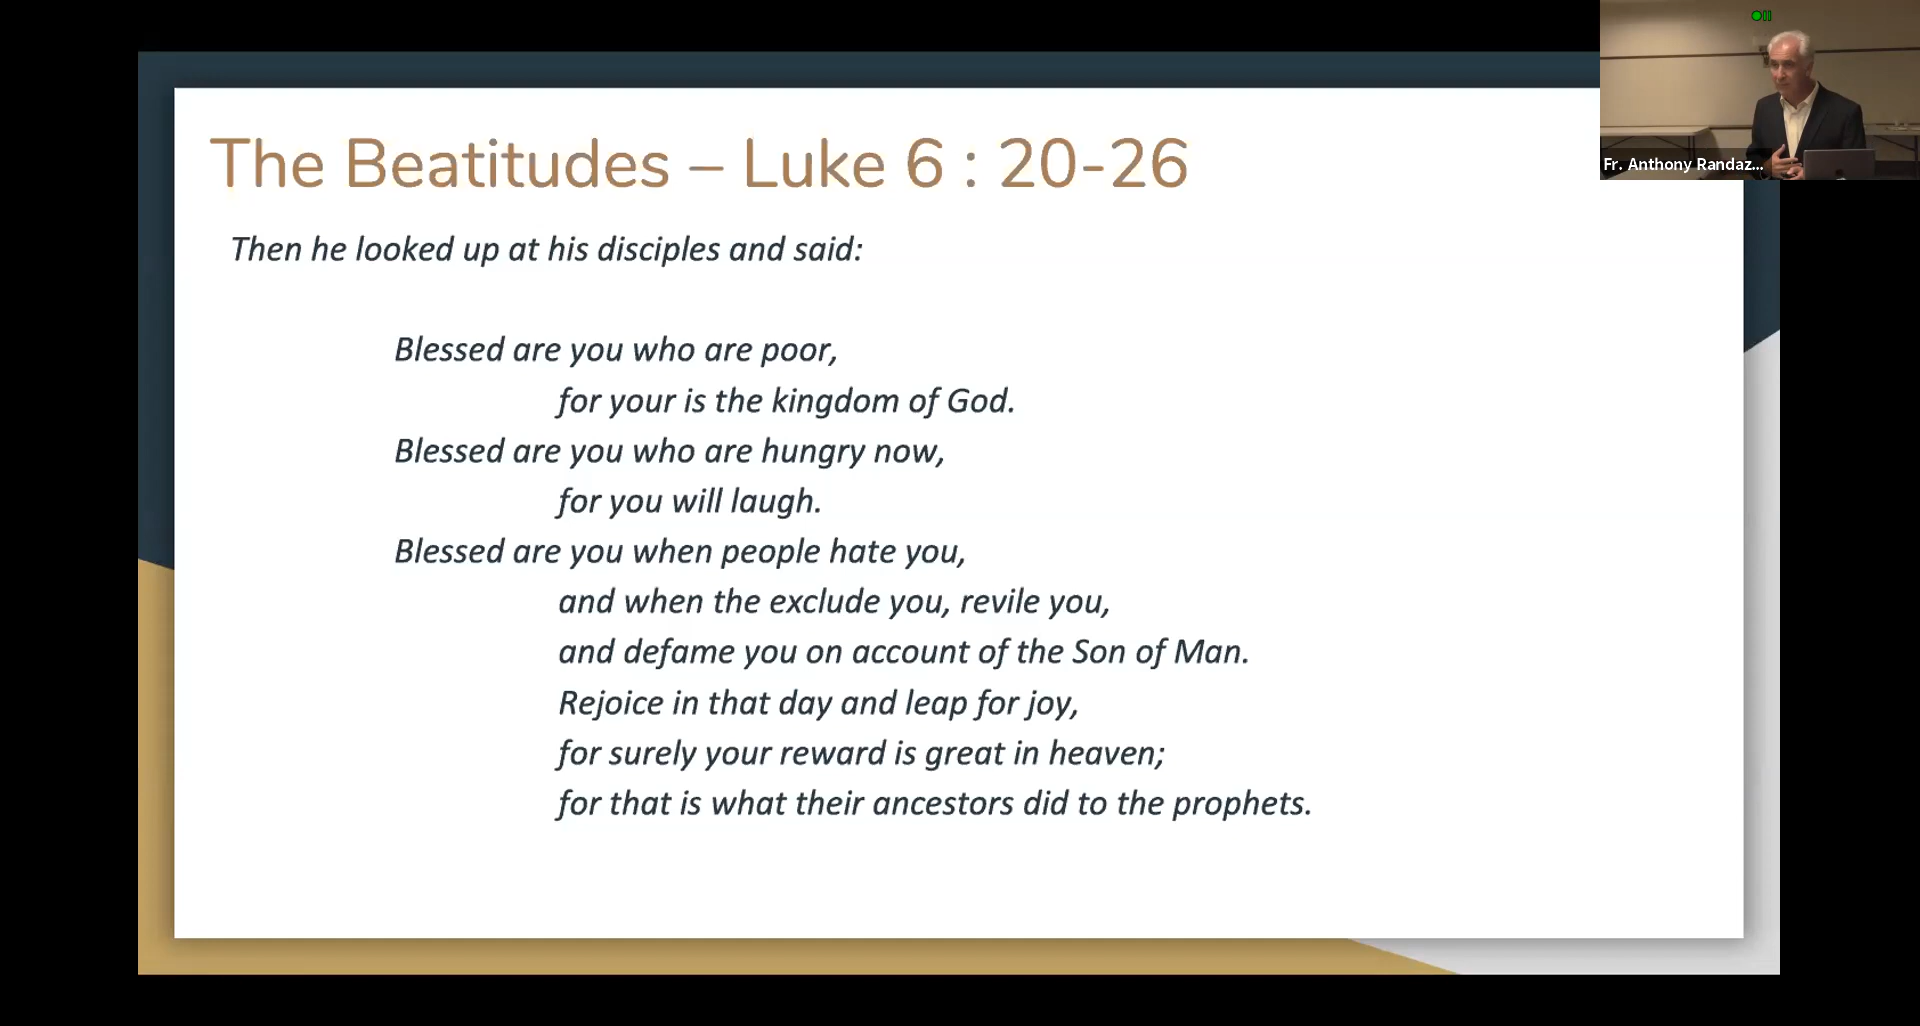 The Beatitudes – Luke 6 : 20-26
Fr. Anthony Randaz...
Then he looked up at his disciples and said:
Blessed are you who are poor,
for your is the kingdom of God.
Blessed are you who are hungry now,
for you will laugh.
Blessed are you when people hate you,
and when the exclude you, revile you,
and defame you on account of the Son of Man.
Rejoice in that day and leap for joy,
for surely your reward is great in heaven;
for that is what their ancestors did to the prophets.